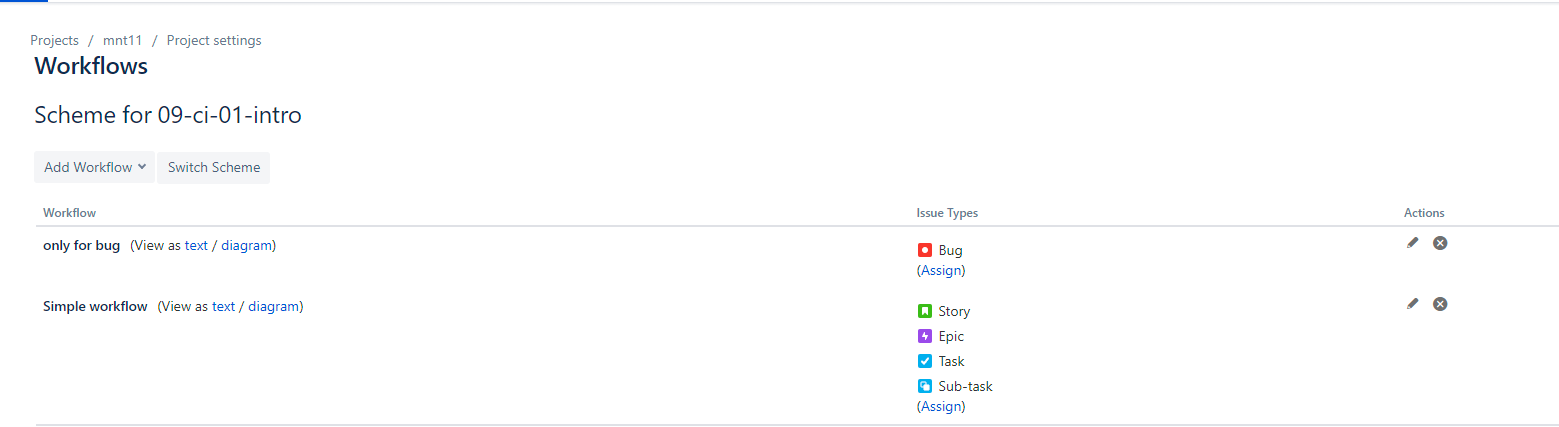 Projects / mnt11 / Project settings
Workflows
Scheme for 09-ci-01-intro
Add Workflow Switch Scheme
Workflow Issue Types Actions
only for bug (View as text / diagram)
Bug
(Assign)
Simple workflow (View as text / diagram)
Story
Epic
Task
Sub-task
(Assign)